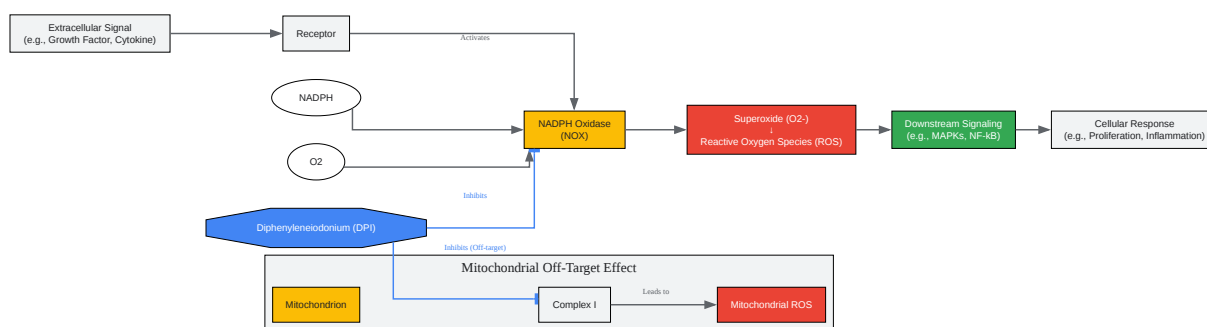 Extracellular Signal
(e.g., Growth Factor, Cytokine)
Receptor
Activates
NADPH
NADPH Oxidase
(NOX)
Superoxide (O2-)
↓
Reactive Oxygen Species (ROS)
Downstream Signaling
(e.g., MAPKs, NF-kB)
Cellular Response
(e.g., Proliferation, Inflammation)
O2
Inhibits
Diphenyleneiodonium (DPI)
Inhibits (Off-target)
Mitochondrial Off-Target Effect
Mitochondrion
Complex I
Leads to
Mitochondrial ROS